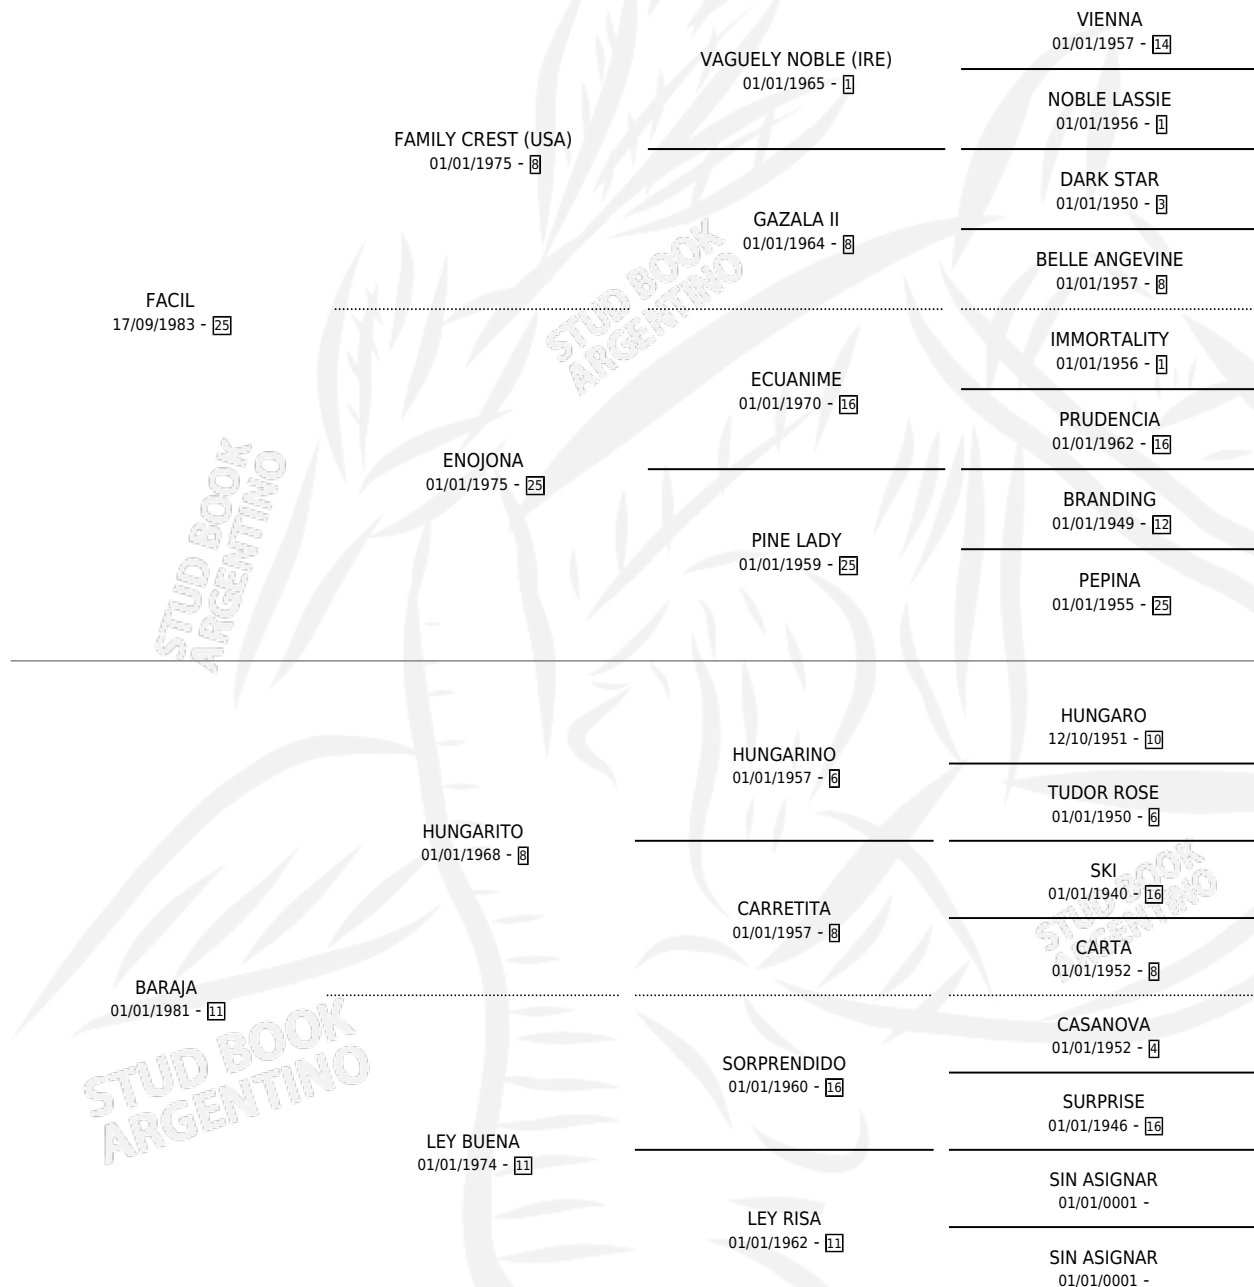 VIENNA
01/01/1957 - 14
VAGUELY NOBLE (IRE)
01/01/1965 - 1
NOBLE LASSIE
01/01/1956 - 1
FAMILY CREST (USA)
01/01/1975 - 8
DARK STAR
01/01/1950 - 3
GAZALA II
01/01/1964 - 8
BELLE ANGEVINE
01/01/1957 - 8
FACIL
17/09/1983 - 25
IMMORTALITY
01/01/1956 - 1
ECUANIME
01/01/1970 - 16
PRUDENCIA
01/01/1962 - 16
ENOJONA
01/01/1975 - 25
BRANDING
01/01/1949 - 12
PINE LADY
01/01/1959 - 25
PEPINA
01/01/1955 - 25
STUD BOOK
ARGENTINO
STUD BOOK
ARGENTINO
HUNGARO
12/10/1951 - 10
HUNGARINO
01/01/1957 - 6
TUDOR ROSE
01/01/1950 - 6
HUNGARITO
01/01/1968 - 8
SKI
01/01/1940 - 16
CARRETITA
01/01/1957 - 8
CARTA
01/01/1952 - 8
BARAJA
01/01/1981 - 11
CASANOVA
01/01/1952 - 4
SORPRENDIDO
01/01/1960 - 16
SURPRISE
01/01/1946 - 16
LEY BUENA
01/01/1974 - 11
SIN ASIGNAR
01/01/0001 -
LEY RISA
01/01/1962 - 11
SIN ASIGNAR
01/01/0001 -
STUD BOOK
ARGENTINO
STUD BOOK
ARGENTINO